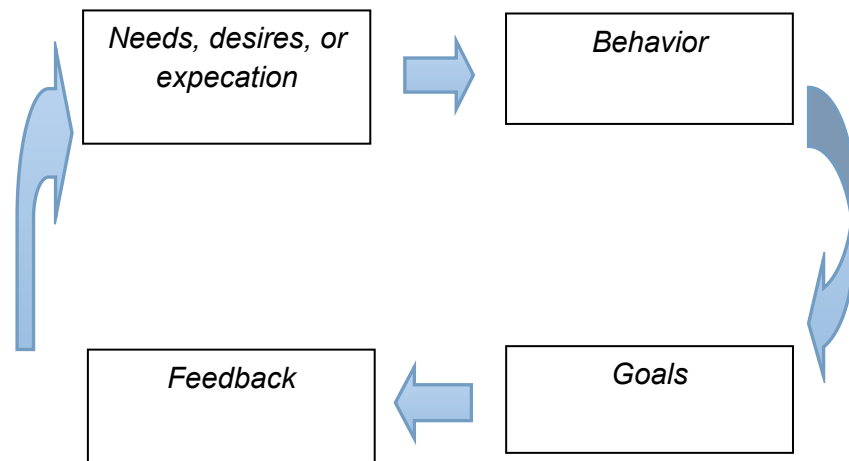 Needs, desires, or
expecation
Behavior
Feedback
Goals